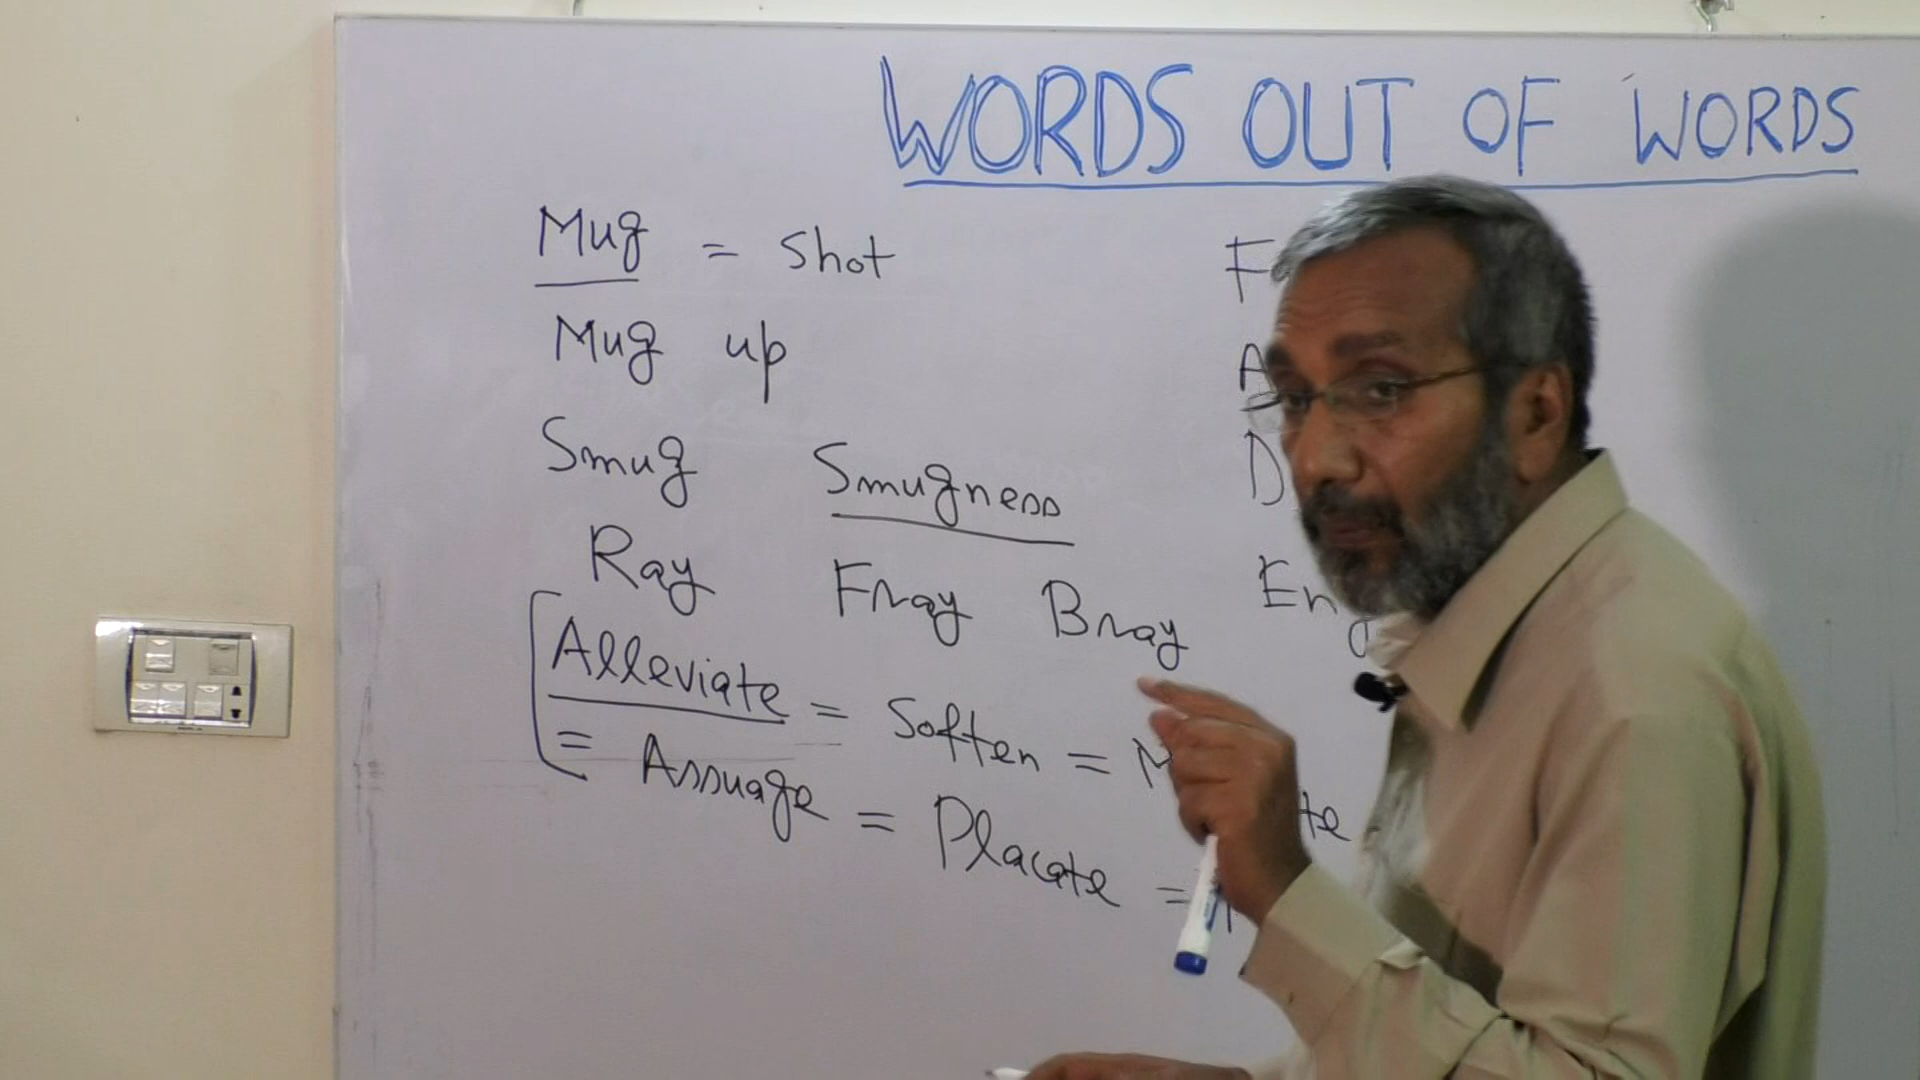 WORDS OUT OF WORDS
Mug = Shot
Mug up
Smug Smugness
Ray Fray Bray
Alleviate = Soften =
= Assuage = Placate =